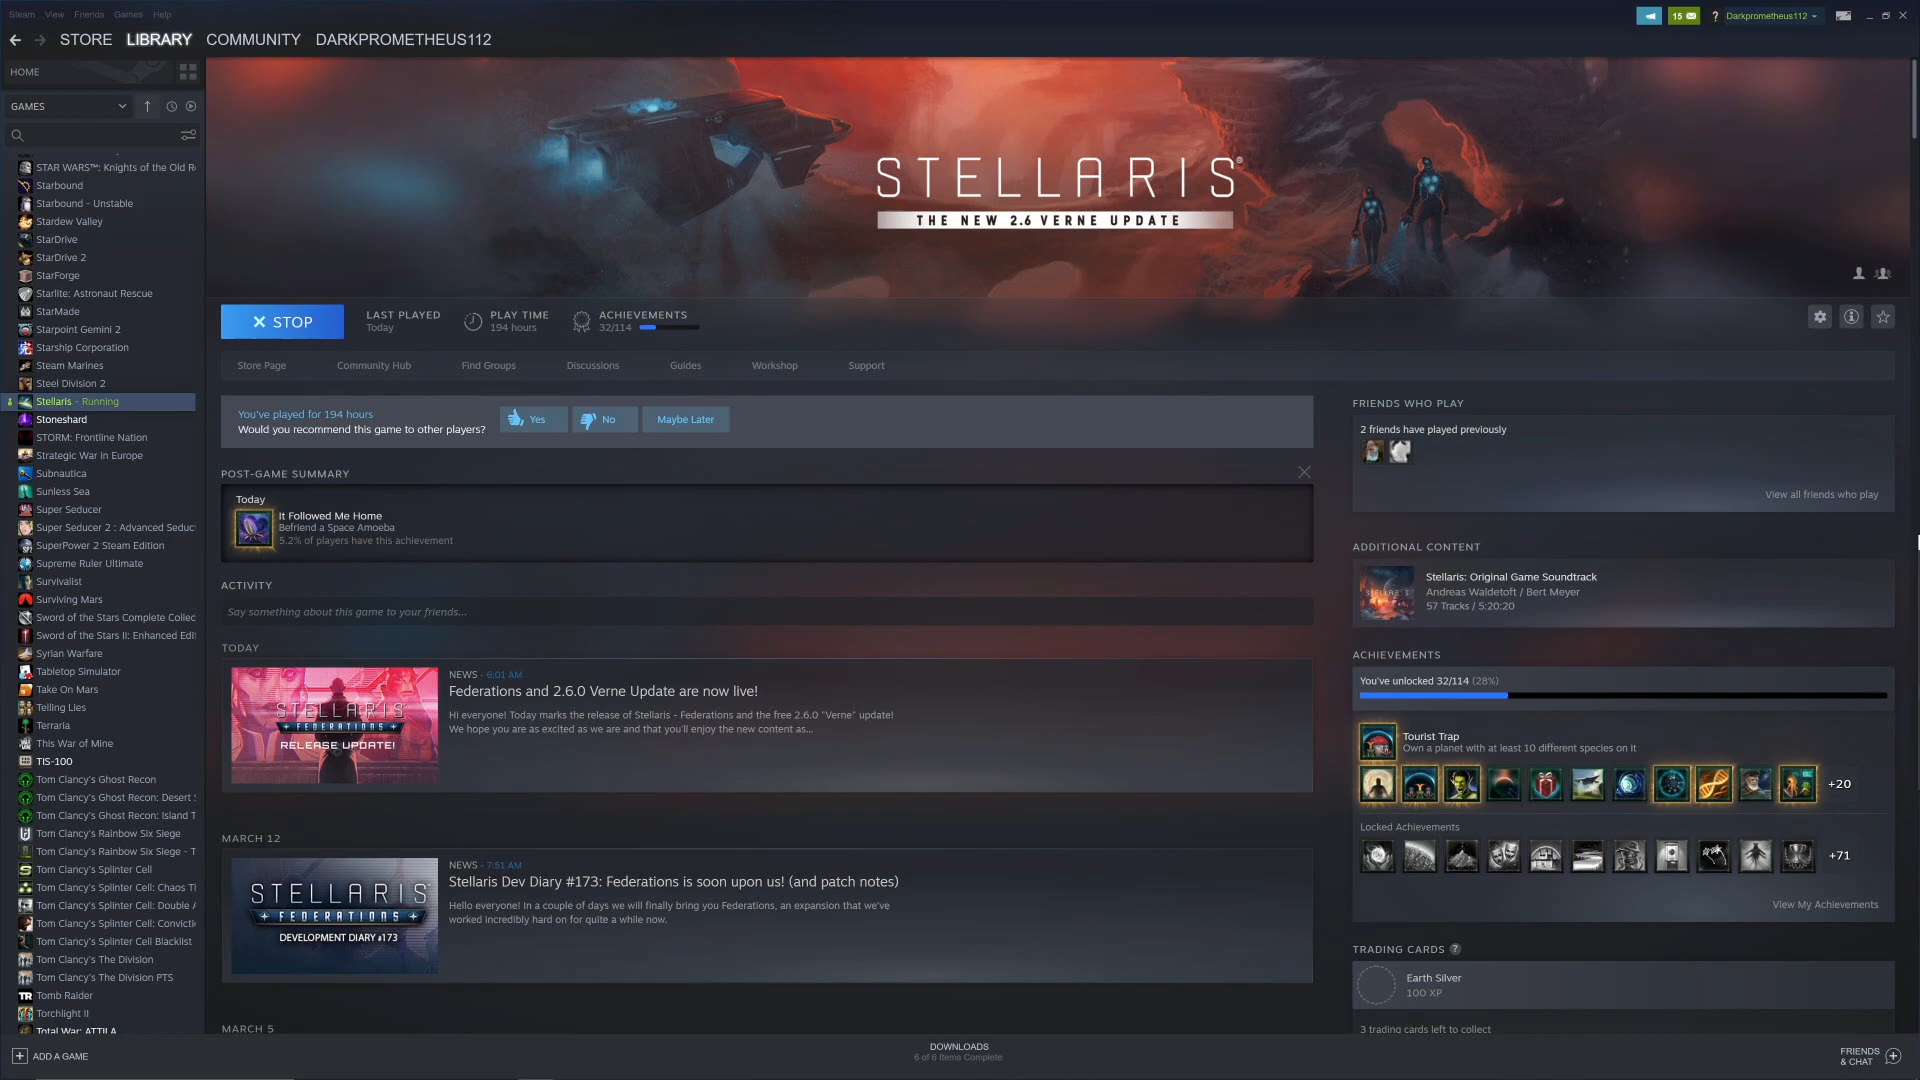 Steam View Friends Games Help
15 ? Darkprometheus112
STORE LIBRARY COMMUNITY DARKPROMETHEUS112
HOME
GAMES
STAR WARS™: Knights of the Old R
Starbound
Starbound - Unstable
Stardew Valley
StarDrive
StarDrive 2
StarForge
Starlite: Astronaut Rescue
StarMade
Starpoint Gemini 2
Starship Corporation
Steam Marines
Steel Division 2
Stellaris - Running
Stoneshard
STORM: Frontline Nation
Strategic War in Europe
Subnautica
Sunless Sea
Super Seducer
Super Seducer 2 : Advanced Seduc
SuperPower 2 Steam Edition
Supreme Ruler Ultimate
Survivalist
Surviving Mars
Sword of the Stars Complete Collec
Sword of the Stars II: Enhanced Edi
Syrian Warfare
Tabletop Simulator
Take On Mars
Telling Lies
Terraria
This War of Mine
TIS-100
Tom Clancy's Ghost Recon
Tom Clancy's Ghost Recon: Desert S
Tom Clancy's Ghost Recon: Island T
Tom Clancy's Rainbow Six Siege
Tom Clancy's Rainbow Six Siege - T
Tom Clancy's Splinter Cell
Tom Clancy's Splinter Cell: Chaos T
Tom Clancy's Splinter Cell: Double A
Tom Clancy's Splinter Cell: Convicti
Tom Clancy's Splinter Cell Blacklist
Tom Clancy's The Division
Tom Clancy's The Division PTS
Tomb Raider
Torchlight II
Total War: ATTILA
ADD A GAME
STELLARIS®
THE NEW 2.6 VERNE UPDATE
STOP
LAST PLAYED
Today
PLAY TIME
194 hours
ACHIEVEMENTS
32/114
Store Page Community Hub Find Groups Discussions Guides Workshop Support
You've played for 194 hours
Would you recommend this game to other players?
Yes No Maybe Later
POST-GAME SUMMARY
Today
It Followed Me Home
Befriend a Space Amoeba
5.2% of players have this achievement
ACTIVITY
Say something about this game to your friends...
TODAY
STELLARIS
FEDERATIONS
RELEASE UPDATE!
NEWS - 6:01 AM
Federations and 2.6.0 Verne Update are now live!
Hi everyone! Today marks the release of Stellaris - Federations and the free 2.6.0 "Verne" update!
We hope you are as excited as we are and that you'll enjoy the new content as...
MARCH 12
STELLARIS
FEDERATIONS
DEVELOPMENT DIARY #173
NEWS - 7:51 AM
Stellaris Dev Diary #173: Federations is soon upon us! (and patch notes)
Hello everyone! In a couple of days we will finally bring you Federations, an expansion that we've
worked incredibly hard on for quite a while now.
MARCH 5
FRIENDS WHO PLAY
2 friends have played previously
View all friends who play
ADDITIONAL CONTENT
STELLARIS
Stellaris: Original Game Soundtrack
Andreas Waldetoft / Bert Meyer
57 Tracks / 5:20:20
ACHIEVEMENTS
You've unlocked 32/114 (28%)
Tourist Trap
Own a planet with at least 10 different species on it
+20
Locked Achievements
+71
View My Achievements
TRADING CARDS ?
Earth Silver
100 XP
3 trading cards left to collect
DOWNLOADS
6 of 6 Items Complete
FRIENDS
& CHAT